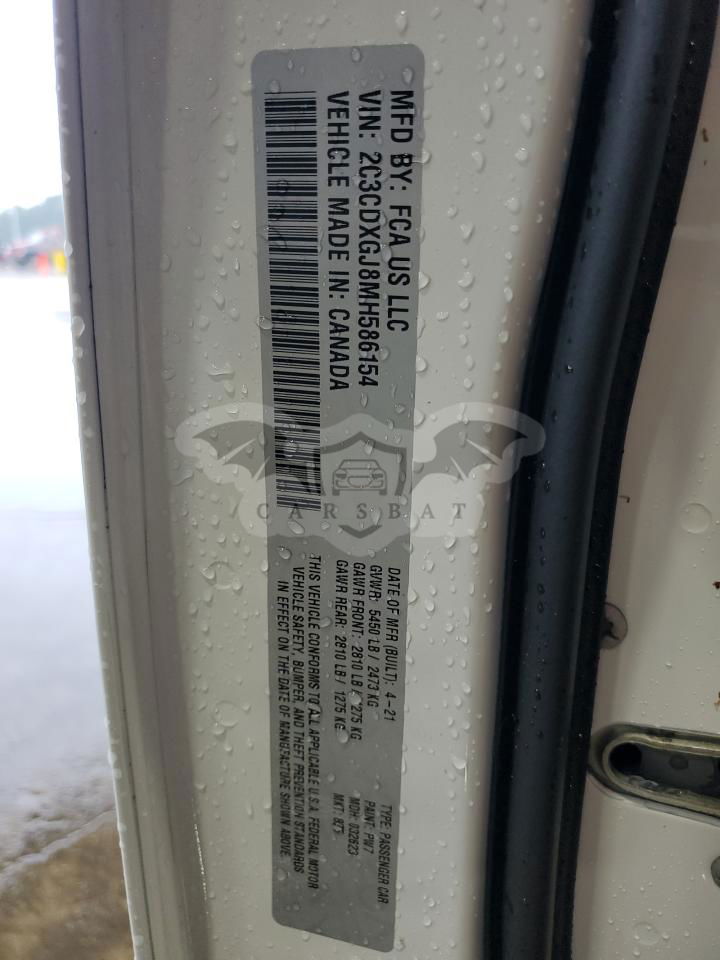 MFD BY: FCA US LLC
VIN: 2C3CDXGJ8MH586154
VEHICLE MADE IN: CANADA
DATE OF MFR (BUILT): 4-21
GVWR: 5450 LB / 2473 KG
GAWR FRONT: 2810 LB / 1275 KG
GAWR REAR: 2810 LB / 1275 KG
THIS VEHICLE CONFORMS TO ALL APPLICABLE U.S.A. FEDERAL MOTOR
VEHICLE SAFETY, BUMPER, AND THEFT PREVENTION STANDARDS
IN EFFECT ON THE DATE OF MANUFACTURE SHOWN ABOVE.
TYPE: PASSENGER CAR
PAINT: PW7
MDH: 032623
MKT:
CARSBAT